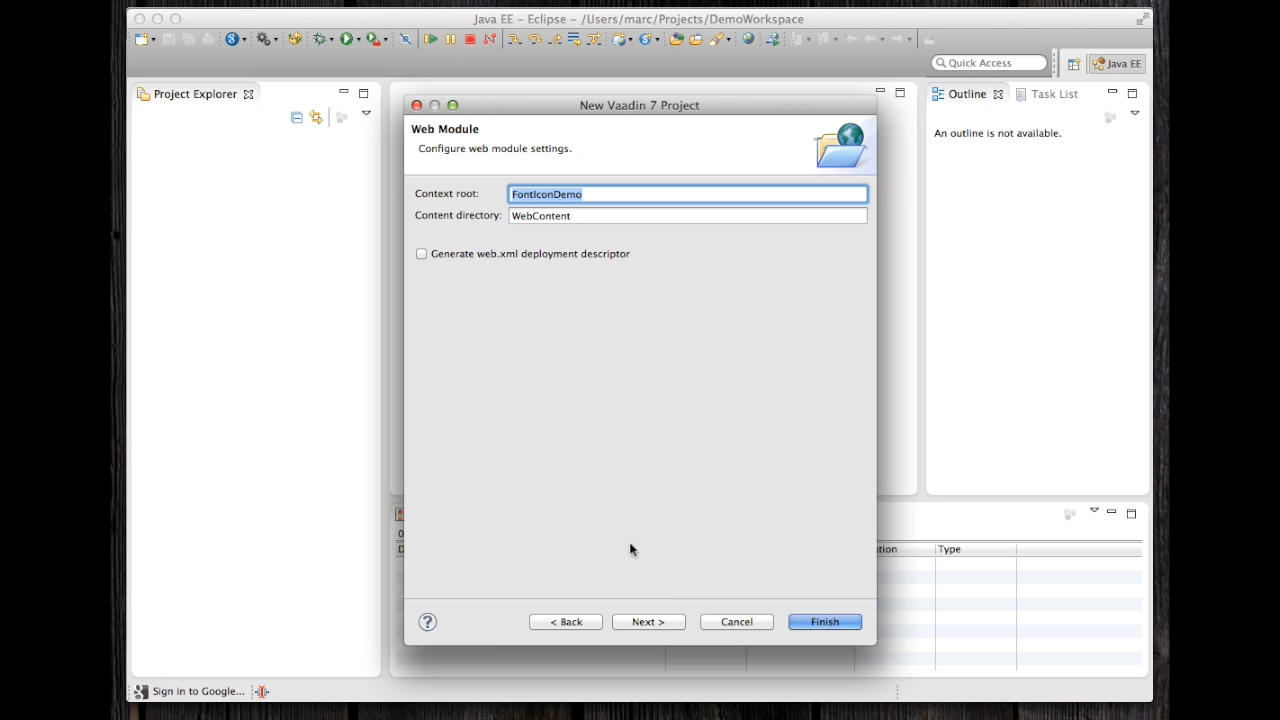 Java EE – Eclipse – /Users/marc/Projects/DemoWorkspace
Quick Access
Java EE
Project Explorer
Outline
Task List
An outline is not available.
New Vaadin 7 Project
Web Module
Configure web module settings.
Context root:
FontIconDemo
Content directory:
WebContent
Generate web.xml deployment descriptor
Type
?
< Back
Next >
Cancel
Finish
Sign in to Google...